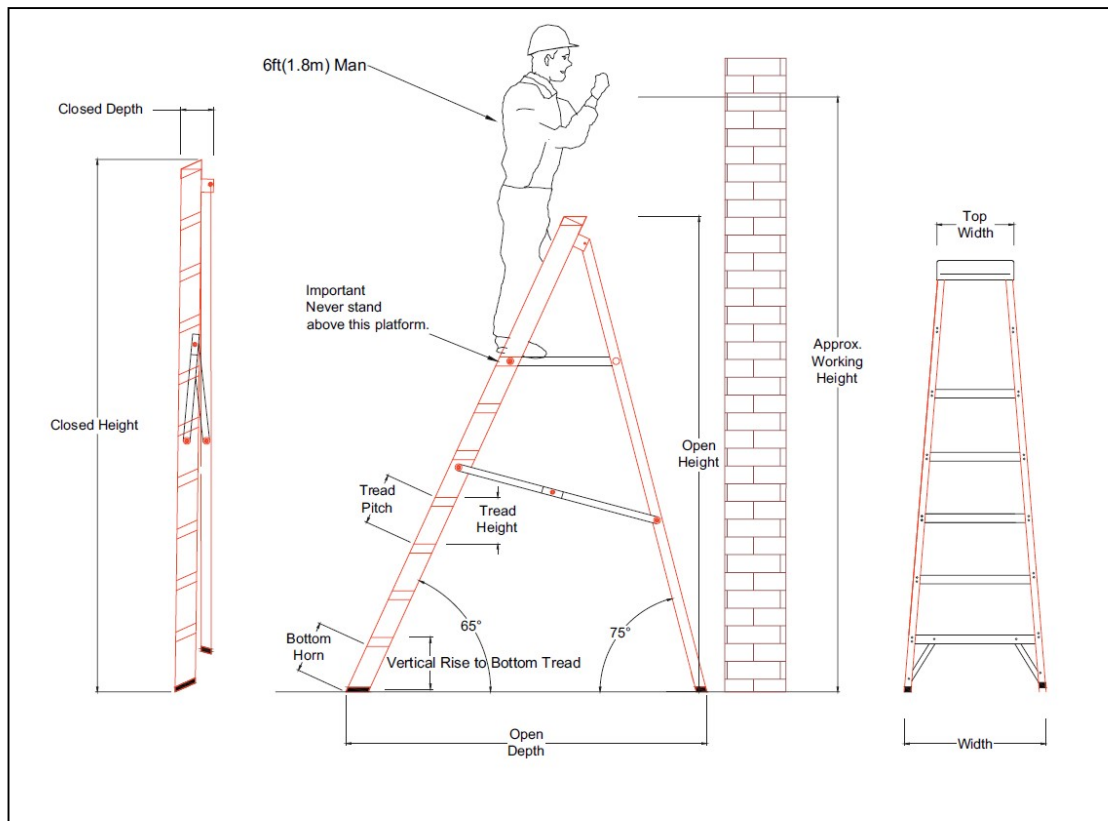 6ft(1.8m) Man
Closed Depth
Top
Width
Important
Never stand
above this platform.
Approx.
Working
Height
Closed Height
Open
Height
Tread
Pitch
Tread
Height
65°
75°
Bottom
Horn
Vertical Rise to Bottom Tread
Open
Depth
Width